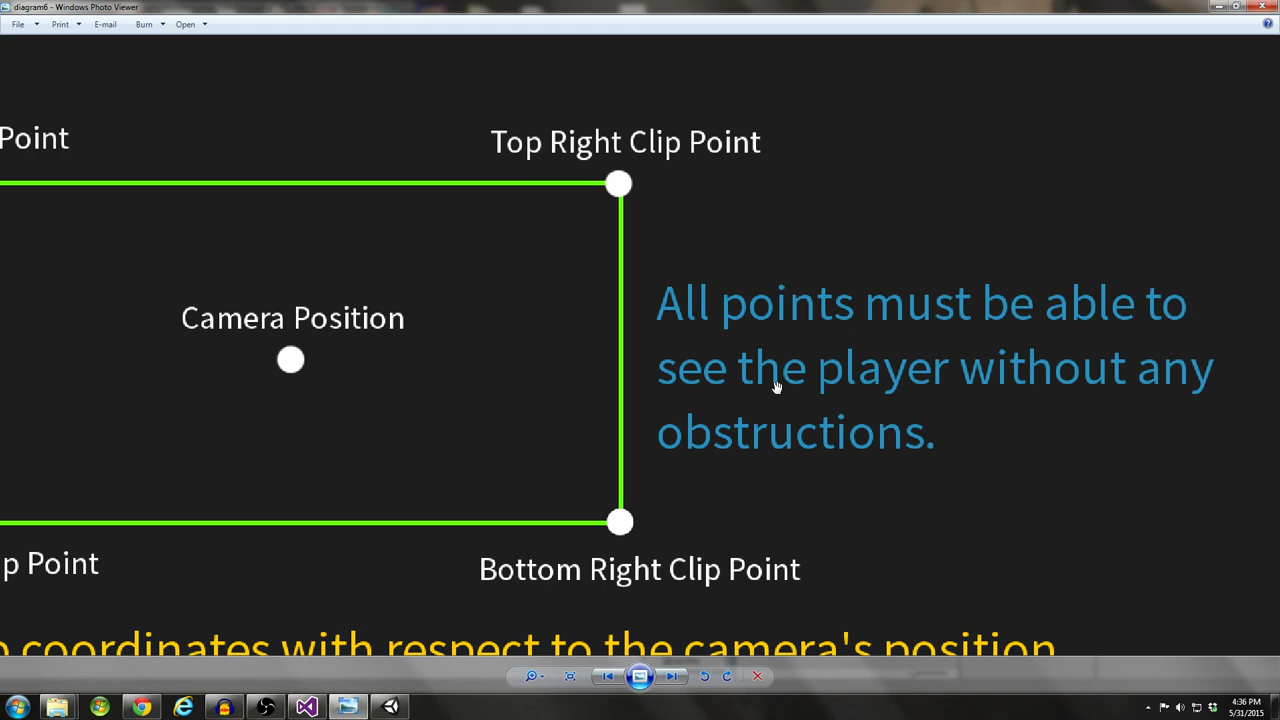 diagram6 - Windows Photo Viewer
File Print E-mail Burn Open
Point
Top Right Clip Point
Camera Position
All points must be able to
see the player without any
obstructions.
p Point
Bottom Right Clip Point
coordinates with respect to the camera's position
4:36 PM
5/31/2015